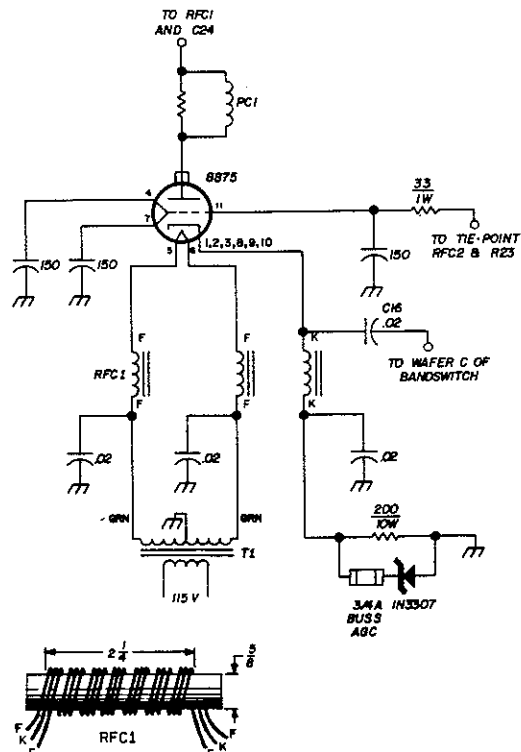 TO RFC1
AND C24
PC1
8875
4
7
11
5
6
1,2,3,8,9,10
33
1W
150
150
150
TO TIE-POINT
RFC2 & R23
C16
.02
TO WAFER C OF
BANDSWITCH
F
F
K
RFC1
F
F
K
.02
.02
.02
GRN
GRN
T1
115 V
200
10W
3/4A
BUSS
AGC
1N3307
2 1/4
5/8
F
K
F
F
K
F
RFC1